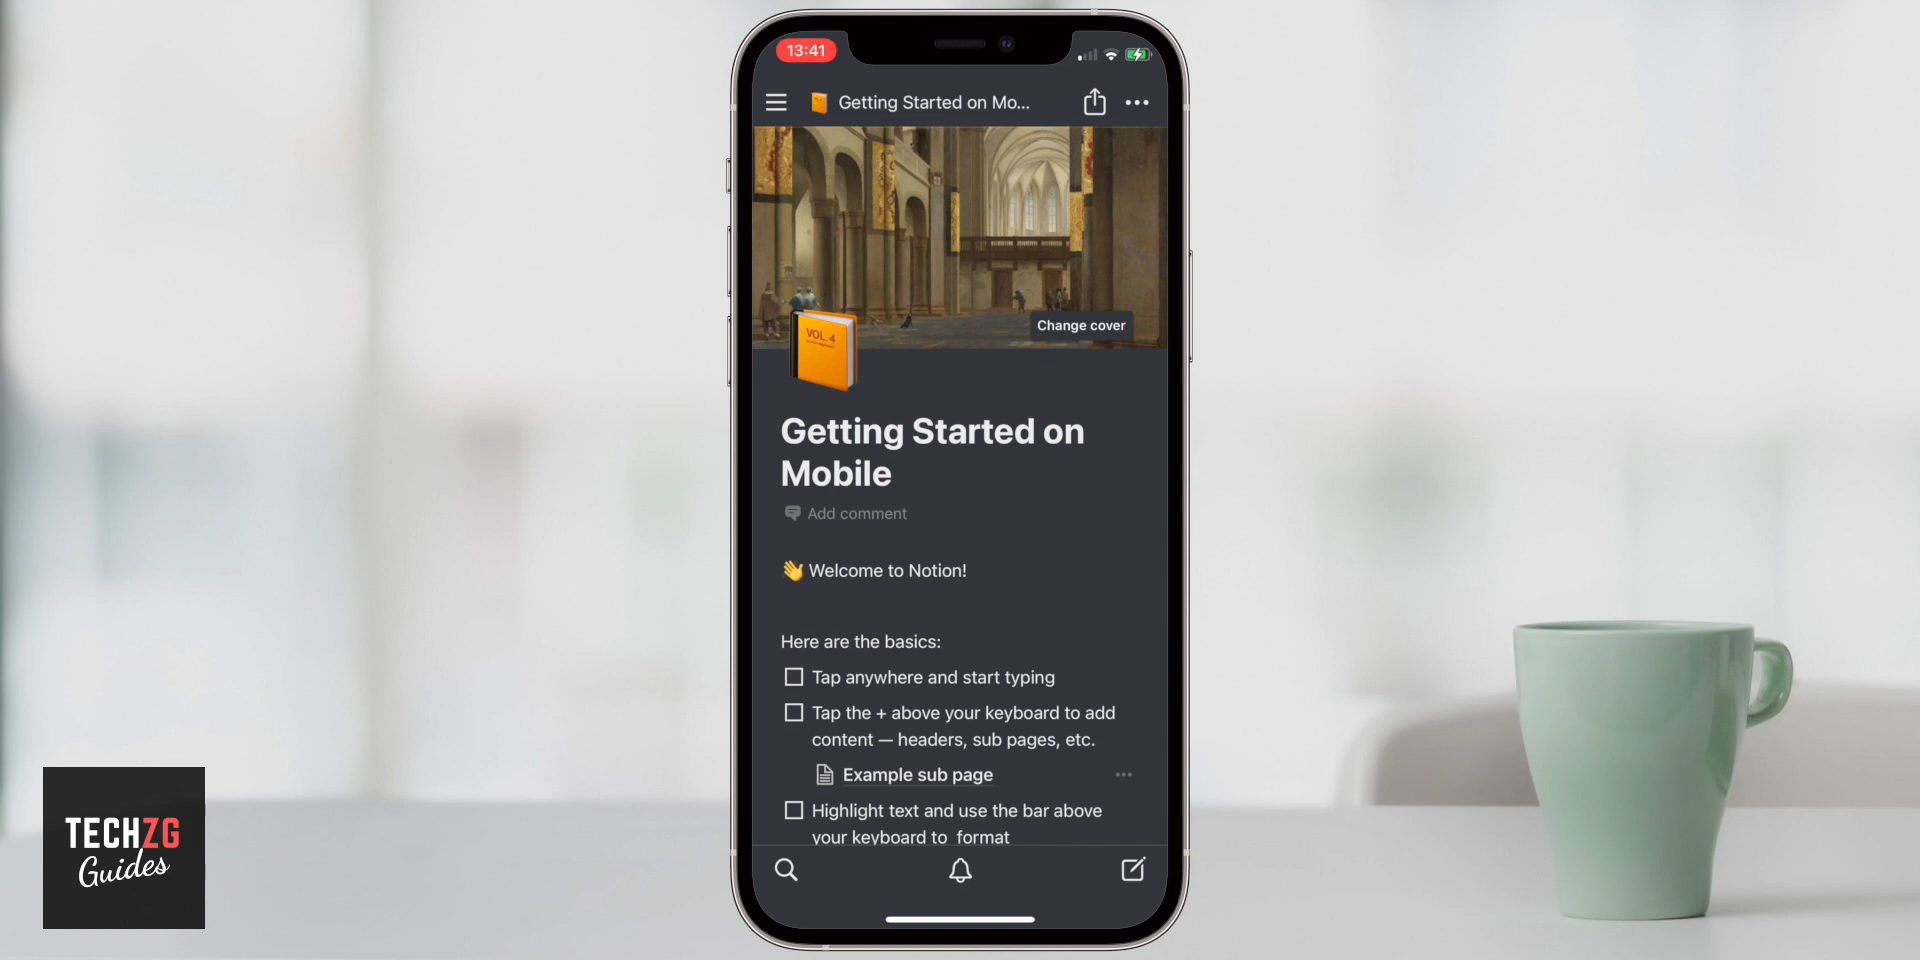 13:41
Getting Started on Mo...
Change cover
VOL. 4
Getting Started on
Mobile
Add comment
👋 Welcome to Notion!
Here are the basics:
Tap anywhere and start typing
Tap the + above your keyboard to add
content — headers, sub pages, etc.
Example sub page
Highlight text and use the bar above
your keyboard to  format
TECHZG
Guides